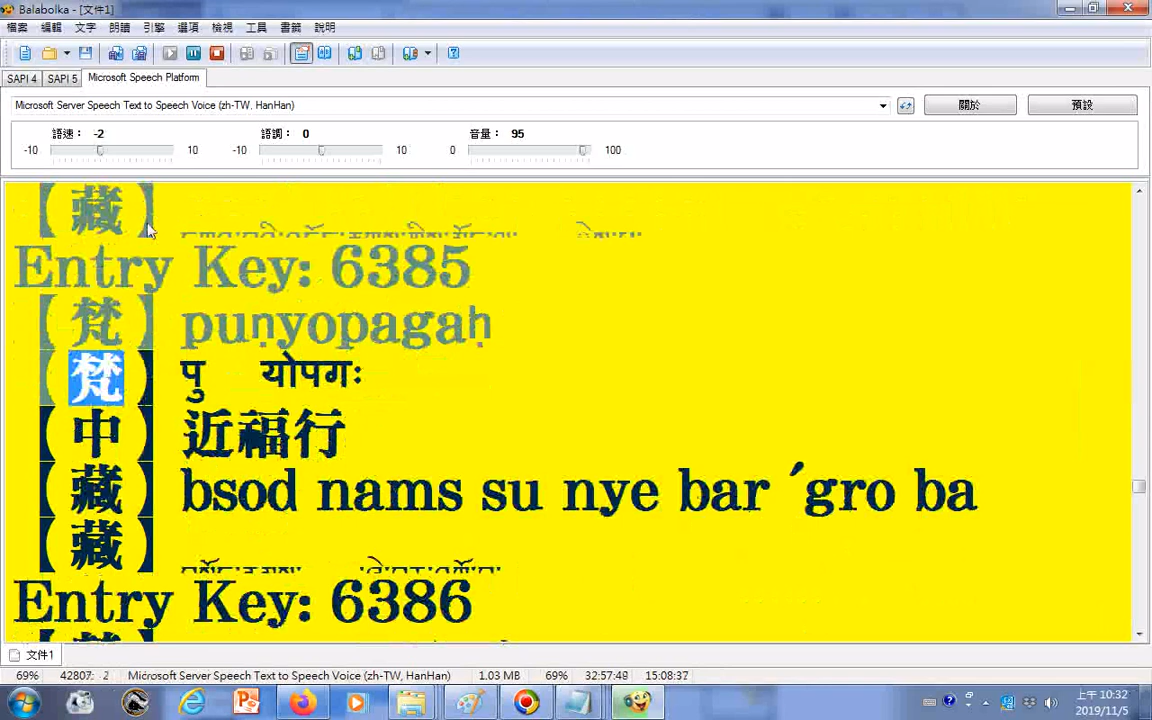 Balabolka - [文件1]
檔案 編輯 文字 朗讀 引擎 選項 檢視 工具 書籤 說明
SAPI 4 SAPI 5 Microsoft Speech Platform
Microsoft Server Speech Text to Speech Voice (zh-TW, HanHan) 關於 預設
語速： -2 語調： 0 音量： 95
-10 10 -10 10 0 100
【藏】
Entry Key: 6385
【梵】 puṇyopagaḥ
【梵】 पु योपगः
【中】 近福行
【藏】 bsod nams su nye bar ´gro ba
【藏】
Entry Key: 6386
文件1
69% 42807: 2 Microsoft Server Speech Text to Speech Voice (zh-TW, HanHan) 1.03 MB 69% 32:57:48 15:08:37
上午 10:32
2019/11/5